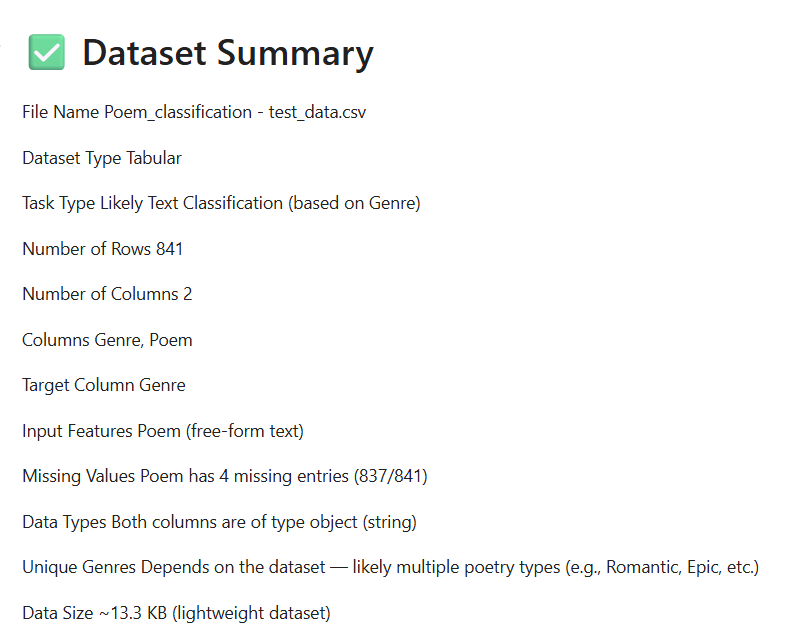 Dataset Summary
File Name Poem_classification - test_data.csv
Dataset Type Tabular
Task Type Likely Text Classification (based on Genre)
Number of Rows 841
Number of Columns 2
Columns Genre, Poem
Target Column Genre
Input Features Poem (free-form text)
Missing Values Poem has 4 missing entries (837/841)
Data Types Both columns are of type object (string)
Unique Genres Depends on the dataset — likely multiple poetry types (e.g., Romantic, Epic, etc.)
Data Size ~13.3 KB (lightweight dataset)